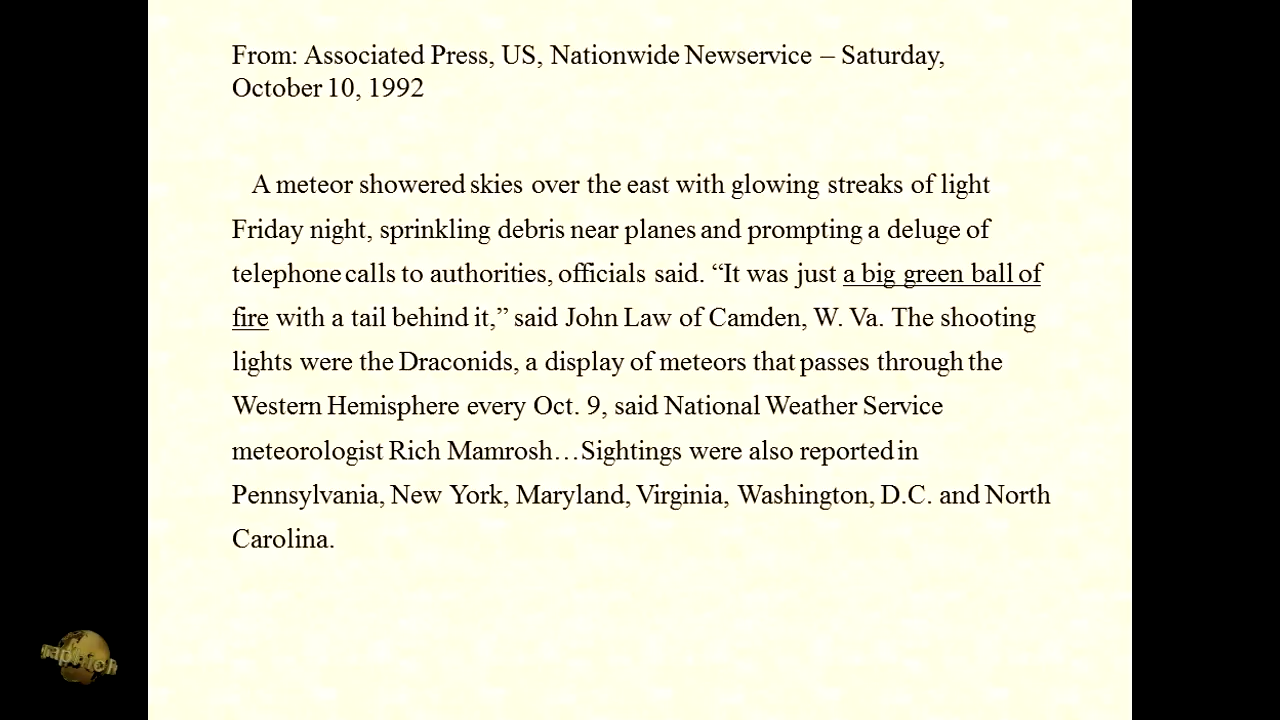 From: Associated Press, US, Nationwide Newservice – Saturday,
October 10, 1992
A meteor showered skies over the east with glowing streaks of light
Friday night, sprinkling debris near planes and prompting a deluge of
telephone calls to authorities, officials said. “It was just a big green ball of
fire with a tail behind it,” said John Law of Camden, W. Va. The shooting
lights were the Draconids, a display of meteors that passes through the
Western Hemisphere every Oct. 9, said National Weather Service
meteorologist Rich Mamrosh…Sightings were also reported in
Pennsylvania, New York, Maryland, Virginia, Washington, D.C. and North
Carolina.